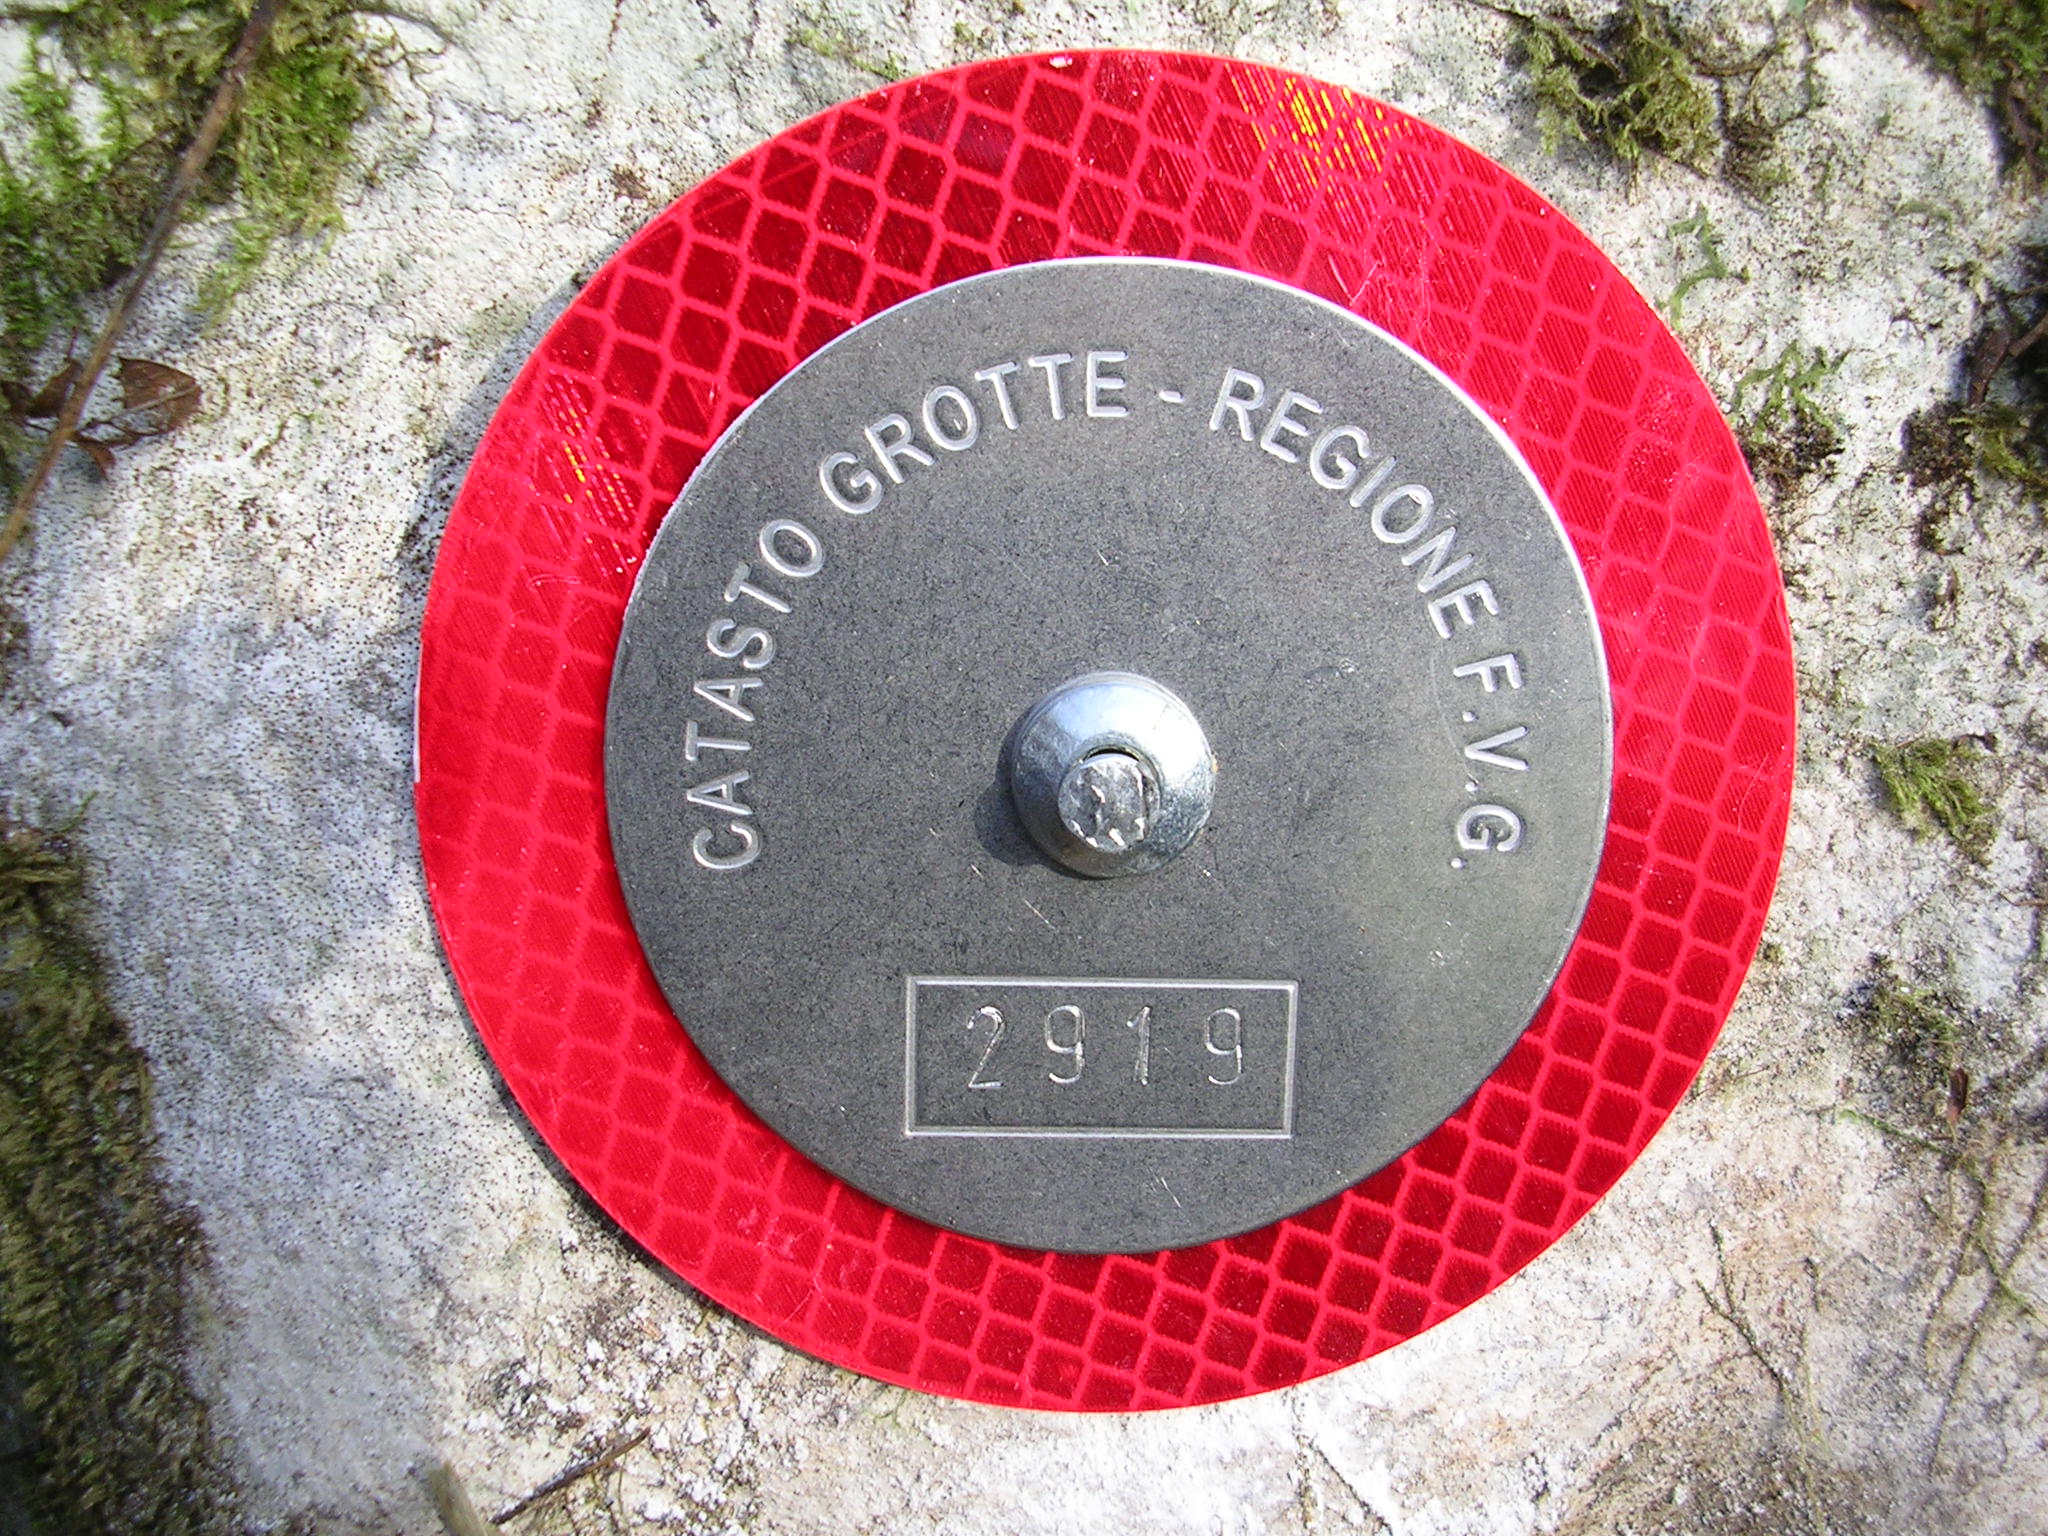 CATASTO GROTTE - REGIONE F.V.G.
2919